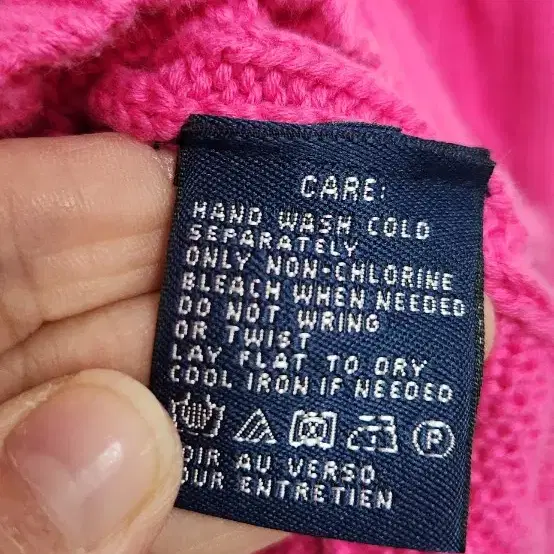 CARE:
HAND WASH COLD
SEPARATELY
ONLY NON-CHLORINE
BLEACH WHEN NEEDED
DO NOT WRING
OR TWIST
LAY FLAT TO DRY
COOL IRON IF NEEDED
P
OIR AU VERSO
UR ENTRETIEN